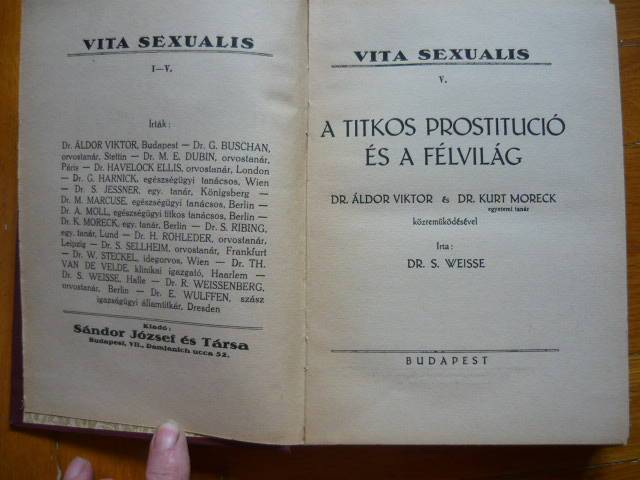 VITA SEXUALIS
I—V.
Irták:
Dr. ÁLDOR VIKTOR, Budapest — Dr. G. BUSCHAN,
orvostanár, Stettin — Dr. M. E. DUBIN, orvostanár,
Páris — Dr. HAVELOCK ELLIS, orvostanár, London
— Dr. G. HARNICK, egészségügyi tanácsos, Wien
— Dr. S. JESSNER, egy. tanár, Königsberg —
Dr. M. MARCUSE, egészségügyi tanácsos, Berlin —
Dr. A. MOLL, egészségügyi titkos tanácsos, Berlin —
Dr. K. MORECK, egy. tanár, Berlin — Dr. S. RIBING,
egy. tanár, Lund — Dr. H. ROHLEDER, orvostanár,
Leipzig — Dr. S. SELLHEIM, orvostanár, Frankfurt
— Dr. W. STECKEL, idegorvos, Wien — Dr. TH.
VAN DE VELDE, klinikai igazgató, Haarlem —
Dr. S. WEISSE, Halle — Dr. R. WEISSENBERG,
orvostanár, Berlin — Dr. E. WULFFEN, szász
igazságügyi államtitkár, Dresden
Kiadó:
Sándor József és Társa
Budapest, VII., Damjanich ucca 52.
VITA SEXUALIS
V.
A TITKOS PROSTITUCIÓ
ÉS A FÉLVILÁG
DR. ÁLDOR VIKTOR & DR. KURT MORECK
egyetemi tanár
közreműködésével
Irta:
DR. S. WEISSE
BUDAPEST